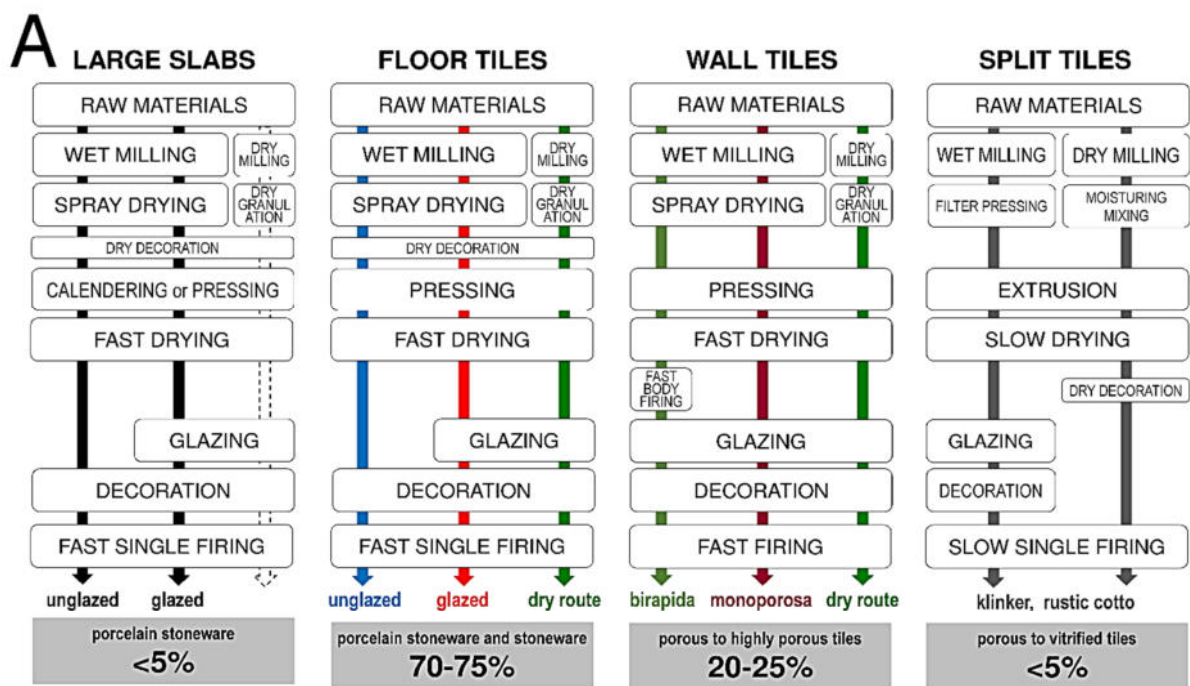 A
LARGE SLABS
RAW MATERIALS
WET MILLING
DRY
MILLING
SPRAY DRYING
DRY
GRANUL
ATION
DRY DECORATION
CALENDERING or PRESSING
FAST DRYING
GLAZING
DECORATION
FAST SINGLE FIRING
unglazed
glazed
porcelain stoneware
<5%
FLOOR TILES
RAW MATERIALS
WET MILLING
DRY
MILLING
SPRAY DRYING
DRY
GRANUL
ATION
DRY DECORATION
PRESSING
FAST DRYING
GLAZING
DECORATION
FAST SINGLE FIRING
unglazed
glazed
dry route
porcelain stoneware and stoneware
70-75%
WALL TILES
RAW MATERIALS
WET MILLING
DRY
MILLING
SPRAY DRYING
DRY
GRANUL
ATION
PRESSING
FAST DRYING
FAST
BODY
FIRING
GLAZING
DECORATION
FAST FIRING
birapida
monoporosa
dry route
porous to highly porous tiles
20-25%
SPLIT TILES
RAW MATERIALS
WET MILLING
DRY MILLING
FILTER PRESSING
MOISTURING
MIXING
EXTRUSION
SLOW DRYING
DRY DECORATION
GLAZING
DECORATION
SLOW SINGLE FIRING
klinker, rustic cotto
porous to vitrified tiles
<5%